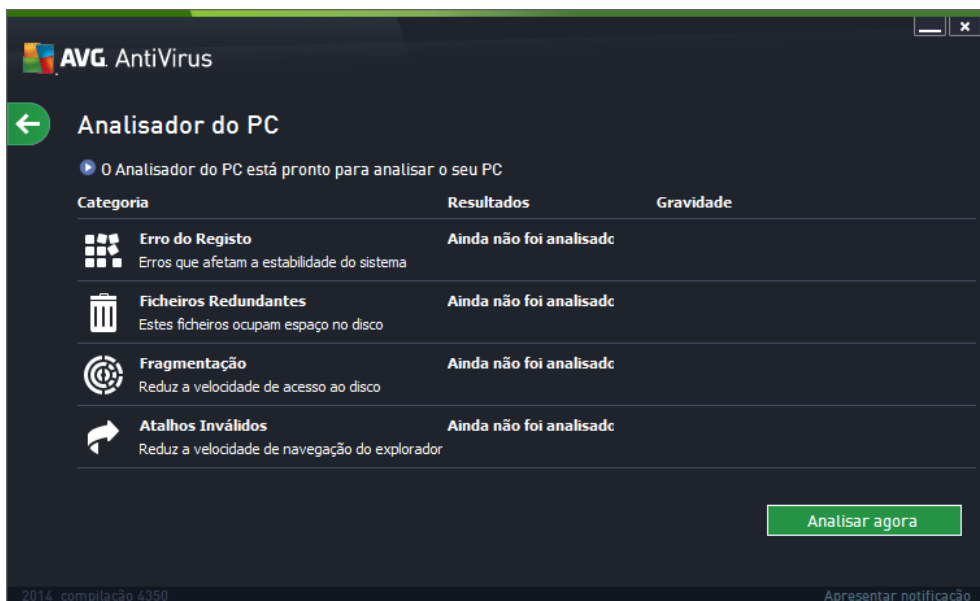 AVG. AntiVirus
Analisador do PC
O Analisador do PC está pronto para analisar o seu PC
Categoria Resultados Gravidade
Erro do Registo Ainda não foi analisado
Erros que afetam a estabilidade do sistema
Ficheiros Redundantes Ainda não foi analisado
Estes ficheiros ocupam espaço no disco
Fragmentação Ainda não foi analisado
Reduz a velocidade de acesso ao disco
Atalhos Inválidos Ainda não foi analisado
Reduz a velocidade de navegação do explorador
Analisar agora
2014 compilação 4350 Apresentar notificação